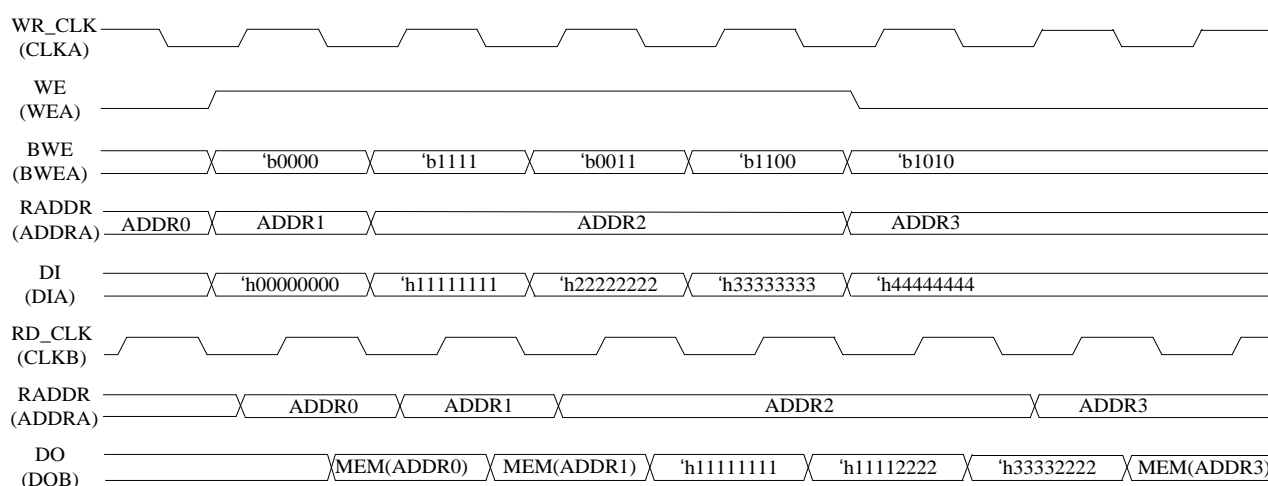 WR_CLK
(CLKA)
WE
(WEA)
BWE
(BWEA)
‘b0000 ‘b1111 ‘b0011 ‘b1100 ‘b1010
RADDR
(ADDRA)
ADDR0 ADDR1 ADDR2 ADDR3
DI
(DIA)
‘h00000000 ‘h11111111 ‘h22222222 ‘h33333333 ‘h44444444
RD_CLK
(CLKB)
RADDR
(ADDRA)
ADDR0 ADDR1 ADDR2 ADDR3
DO
(DOB)
MEM(ADDR0) MEM(ADDR1) ‘h11111111 ‘h11112222 ‘h33332222 MEM(ADDR3)